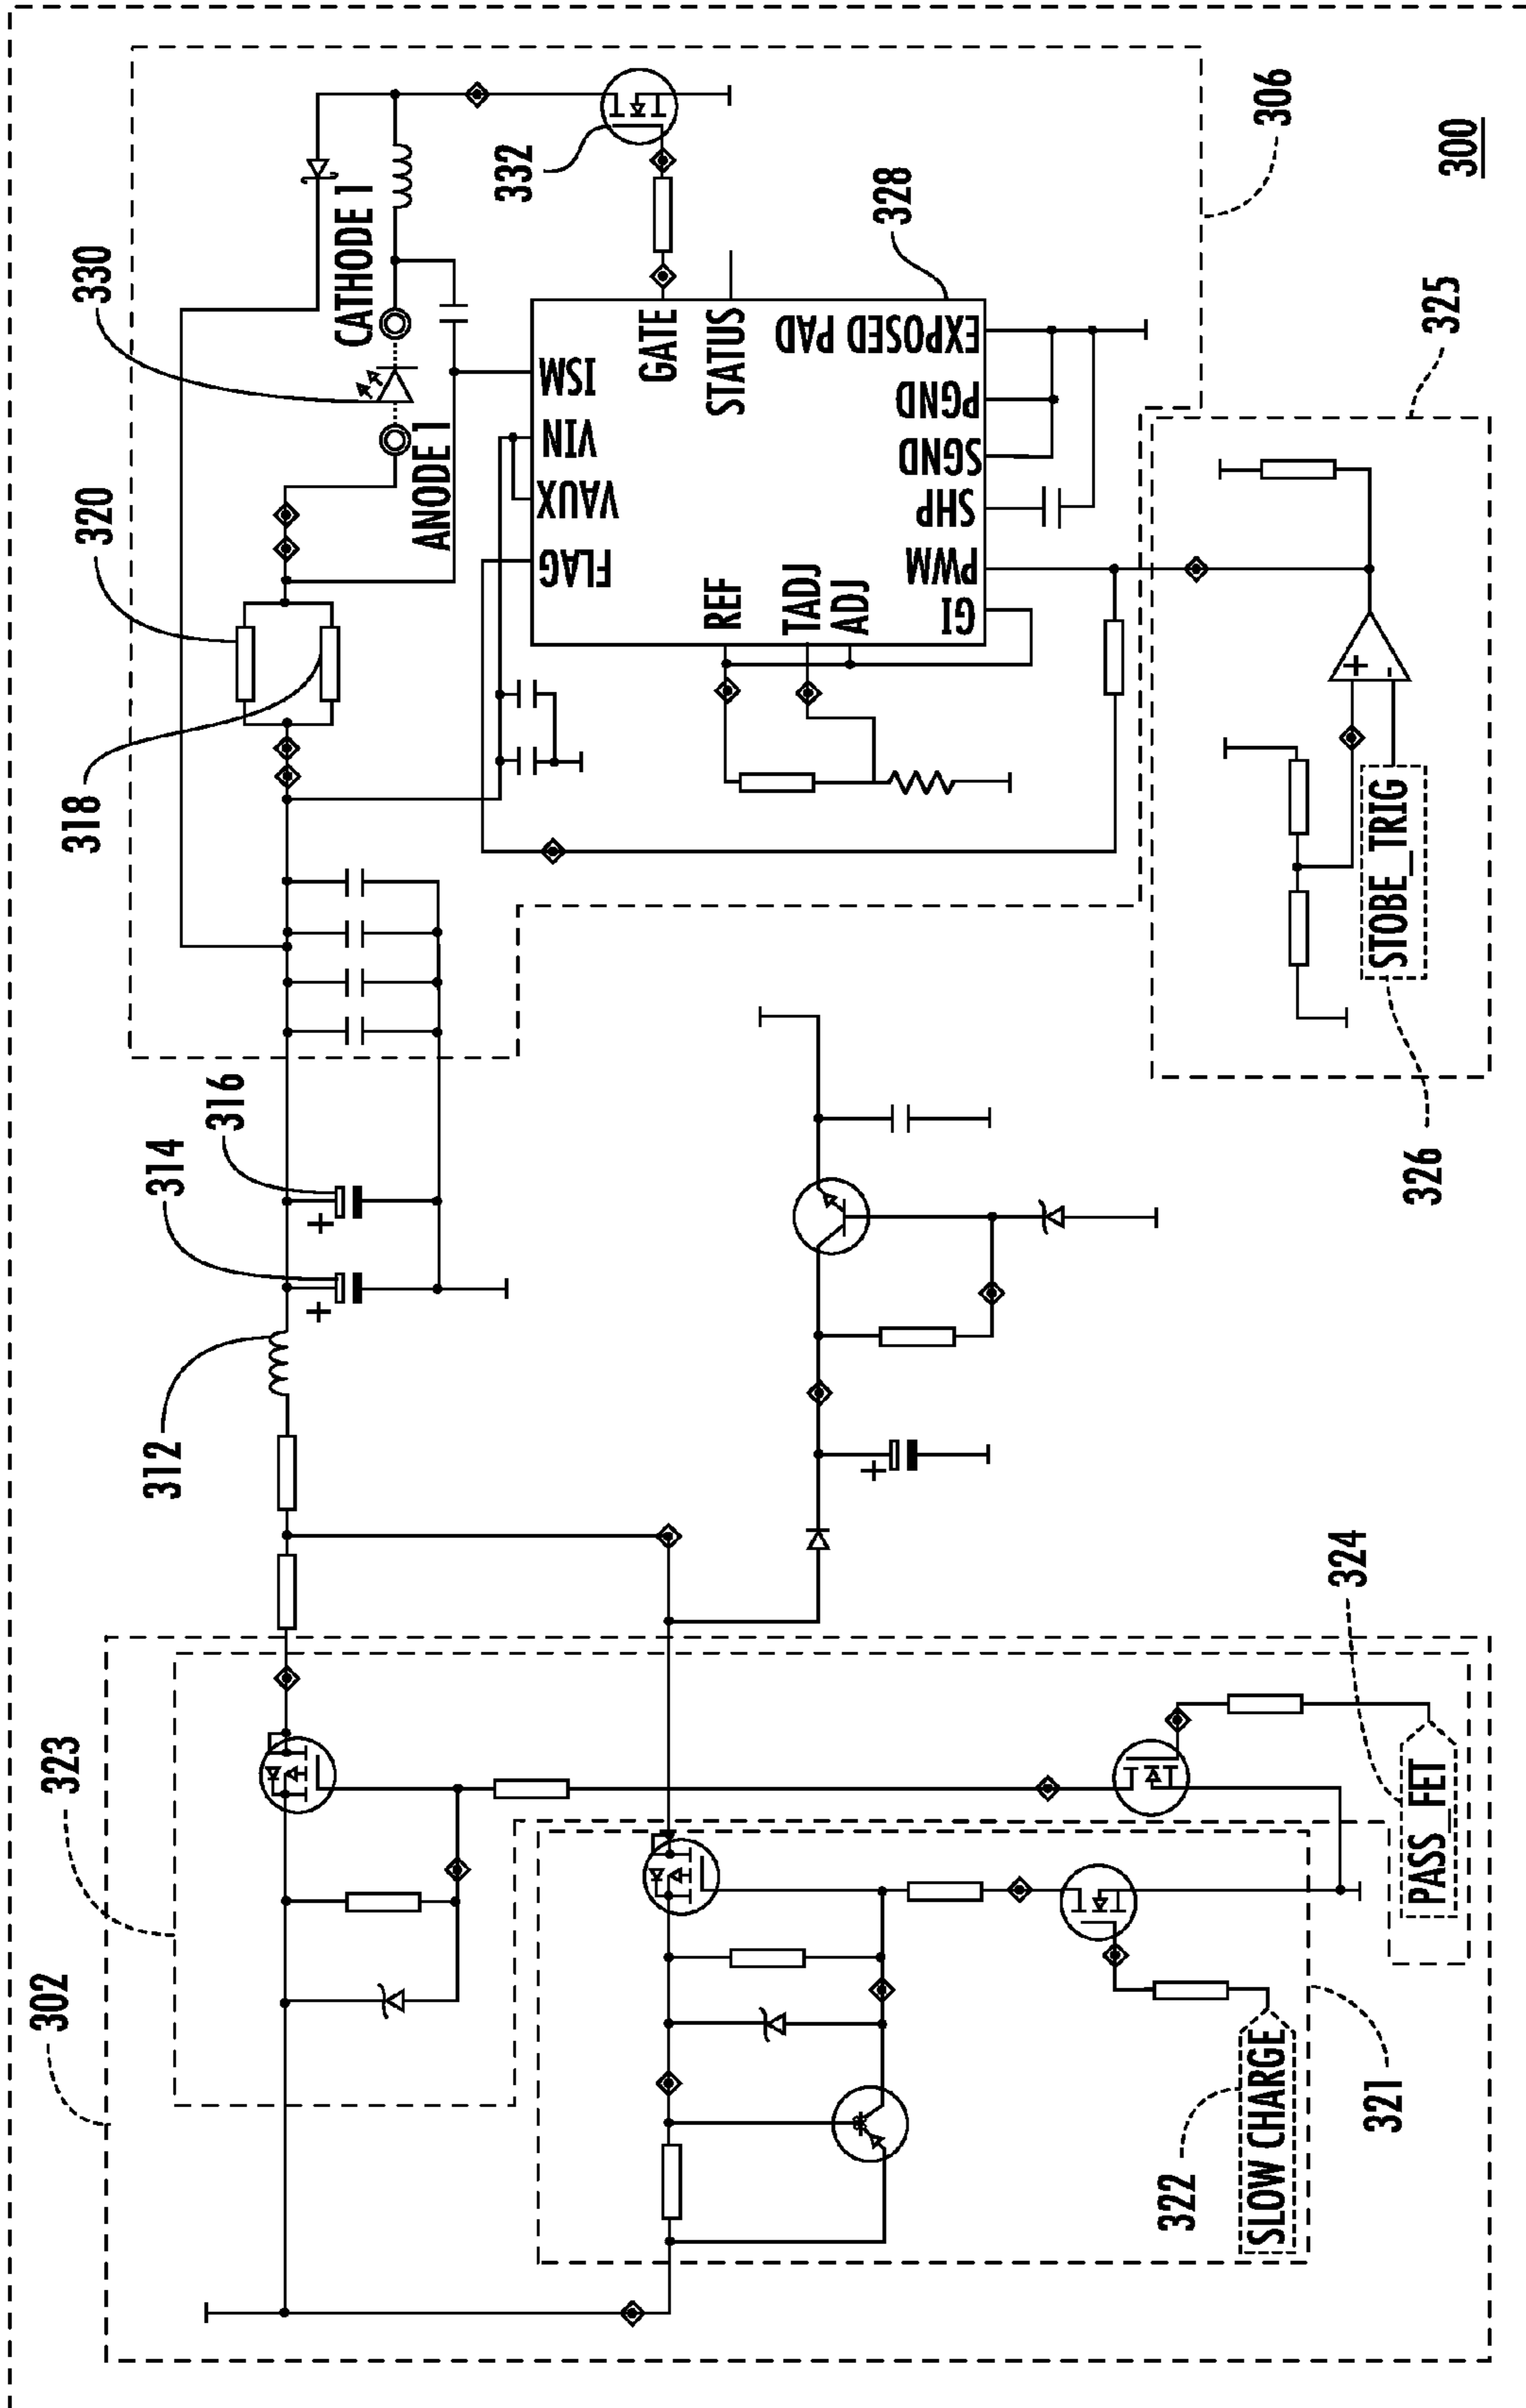 302
323
312
314
316
318
320
330
ANODE 1
CATHODE 1
332
328
306
300
+
+
FLAG
VAUX
VIN
ISM
GATE
STATUS
REF
TADJ
ADJ
GI
PWM
SHP
SGND
PGND
EXPOSED PAD
+
325
+
-
STOBE_TRIG
326
SLOW CHARGE
322
321
PASS_FET
324